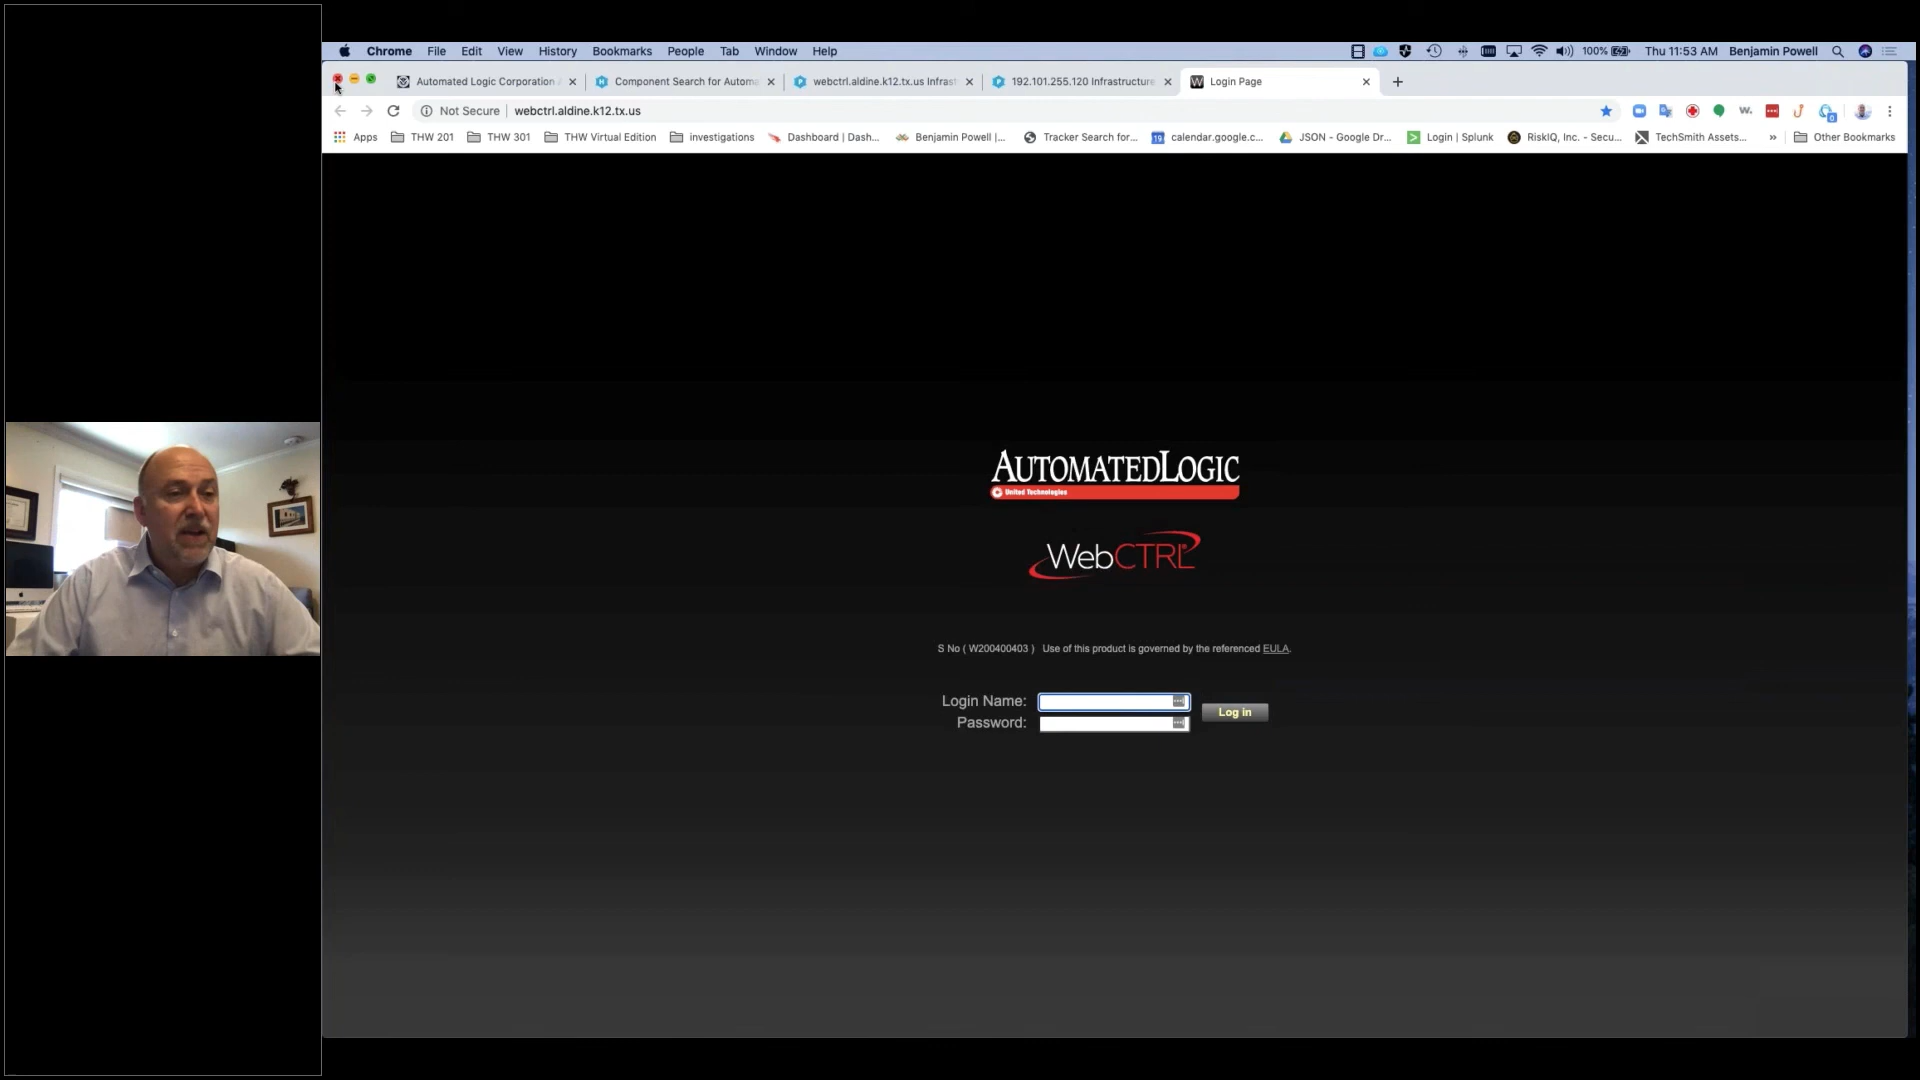 Chrome File Edit View History Bookmarks People Tab Window Help 100% Thu 11:53 AM Benjamin Powell
Automated Logic Corporation Component Search for Automa webctrl.aldine.k12.tx.us Infrast 192.101.255.120 Infrastructure Login Page
Not Secure webctrl.aldine.k12.tx.us
Apps THW 201 THW 301 THW Virtual Edition investigations Dashboard | Dash... Benjamin Powell |... Tracker Search for... calendar.google.c... JSON - Google Dr... Login | Splunk RiskIQ, Inc. - Secu... TechSmith Assets... » Other Bookmarks
AUTOMATEDLOGIC
United Technologies
WebCTRL®
S No ( W200400403 ) Use of this product is governed by the referenced EULA.
Login Name:
Log in
Password: